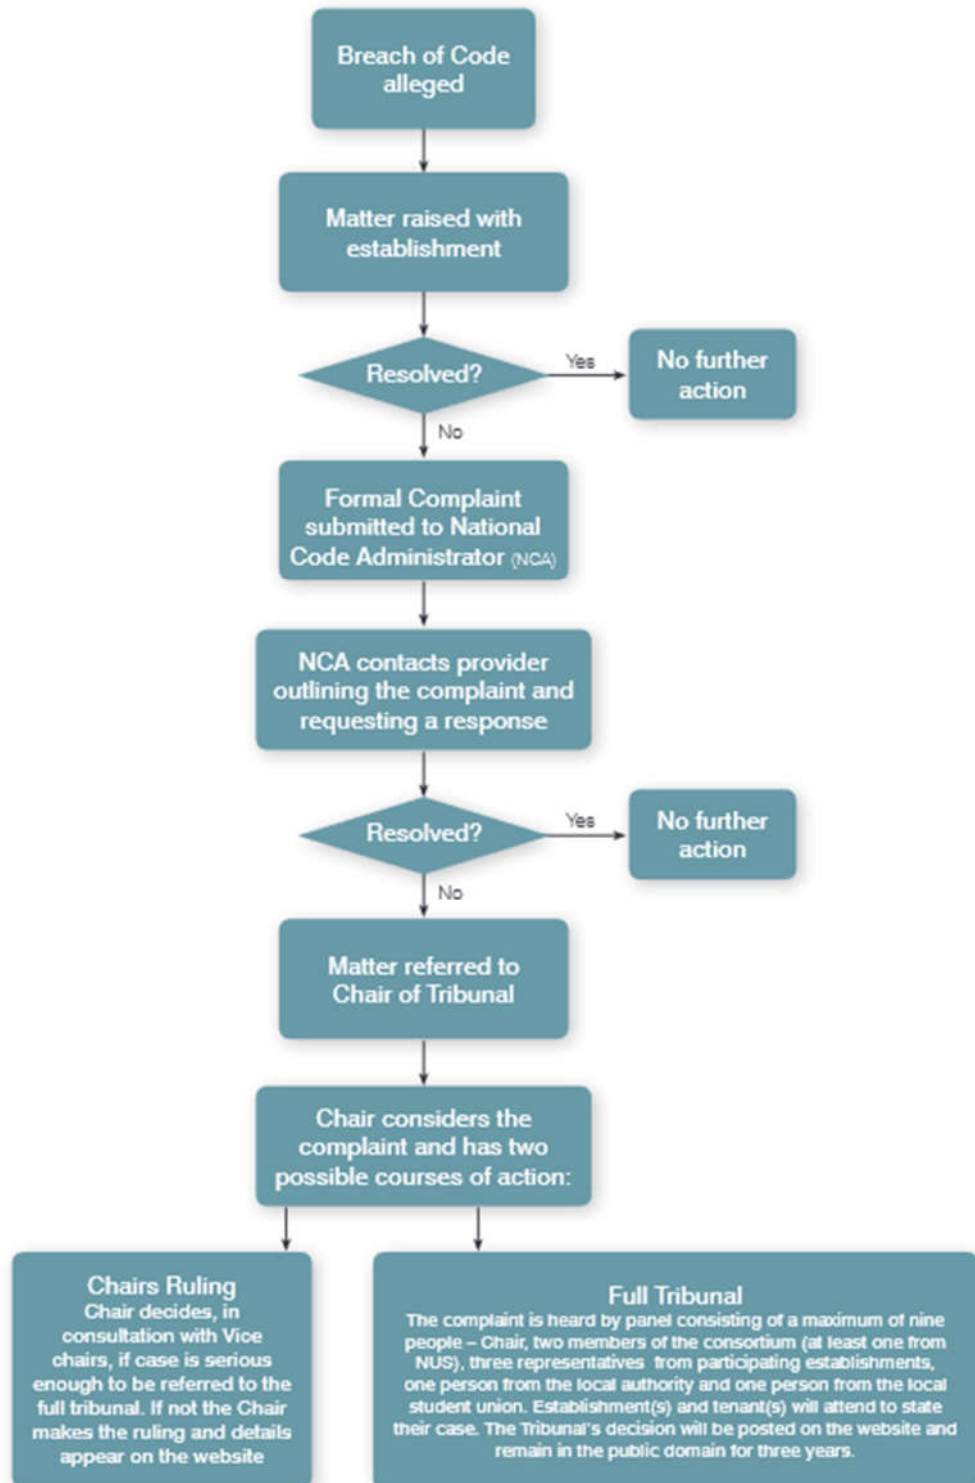 Breach of Code
alleged
Matter raised with
establishment
Resolved?
Yes
No further
action
No
Formal Complaint
submitted to National
Code Administrator (NCA)
NCA contacts provider
outlining the complaint and
requesting a response
Resolved?
Yes
No further
action
No
Matter referred to
Chair of Tribunal
Chair considers the
complaint and has two
possible courses of action:
Chairs Ruling
Chair decides, in
consultation with Vice
chairs, if case is serious
enough to be referred to the
full tribunal. If not the Chair
makes the ruling and details
appear on the website
Full Tribunal
The complaint is heard by panel consisting of a maximum of nine
people – Chair, two members of the consortium (at least one from
NUS), three representatives from participating establishments,
one person from the local authority and one person from the local
student union. Establishment(s) and tenant(s) will attend to state
their case. The Tribunal's decision will be posted on the website and
remain in the public domain for three years.